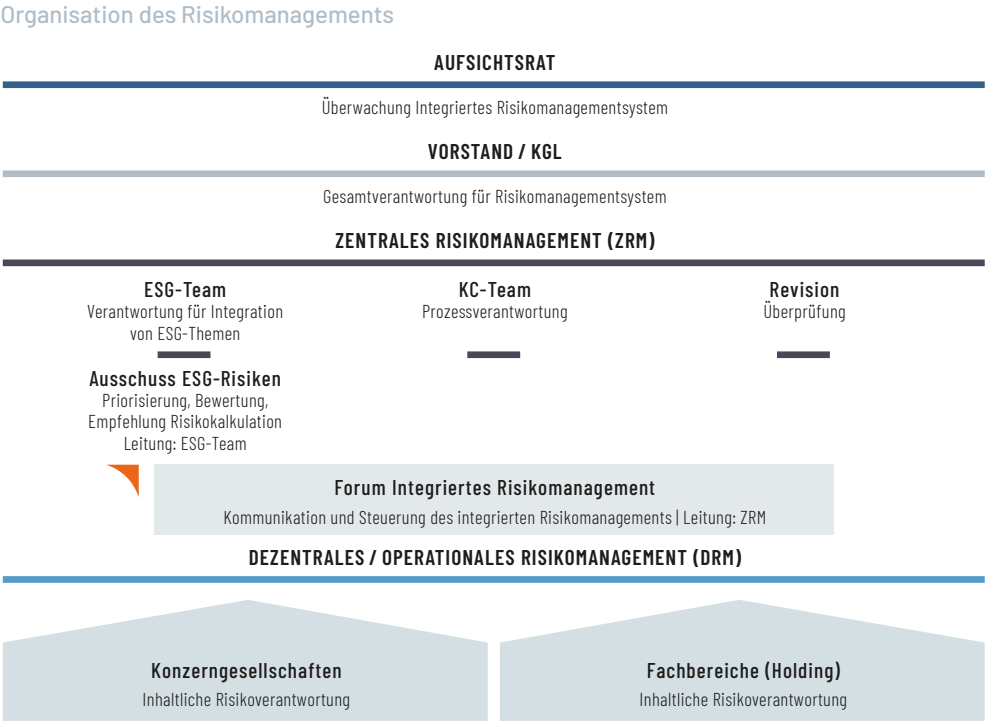 Organisation des Risikomanagements
AUFSICHTSRAT
Überwachung Integriertes Risikomanagementsystem
VORSTAND / KGL
Gesamtverantwortung für Risikomanagementsystem
ZENTRALES RISIKOMANAGEMENT (ZRM)
ESG-Team
Verantwortung für Integration
von ESG-Themen
KC-Team
Prozessverantwortung
Revision
Überprüfung
Ausschuss ESG-Risiken
Priorisierung, Bewertung,
Empfehlung Risikokalkulation
Leitung: ESG-Team
Forum Integriertes Risikomanagement
Kommunikation und Steuerung des integrierten Risikomanagements | Leitung: ZRM
DEZENTRALES / OPERATIONALES RISIKOMANAGEMENT (DRM)
Konzerngesellschaften
Inhaltliche Risikoverantwortung
Fachbereiche (Holding)
Inhaltliche Risikoverantwortung